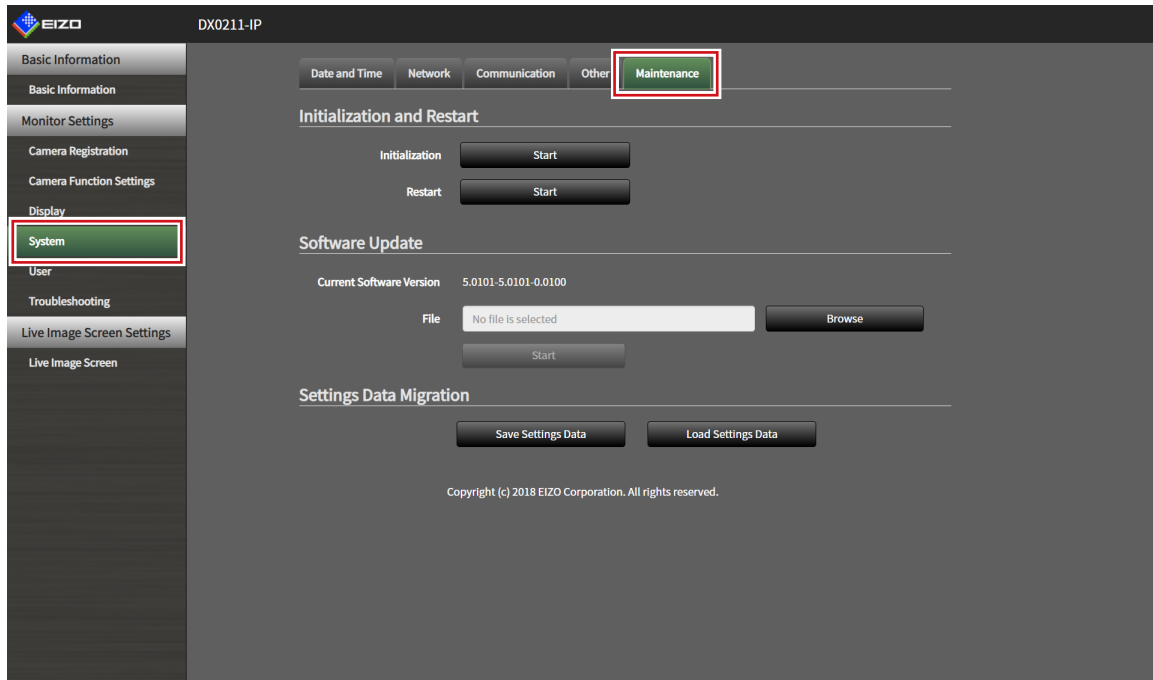 EIZO DX0211-IP
Basic Information
Basic Information
Monitor Settings
Camera Registration
Camera Function Settings
Display
System
User
Troubleshooting
Live Image Screen Settings
Live Image Screen
Date and Time Network Communication Other Maintenance
Initialization and Restart
Initialization Start
Restart Start
Software Update
Current Software Version 5.0101-5.0101-0.0100
File No file is selected Browse
Start
Settings Data Migration
Save Settings Data Load Settings Data
Copyright (c) 2018 EIZO Corporation. All rights reserved.